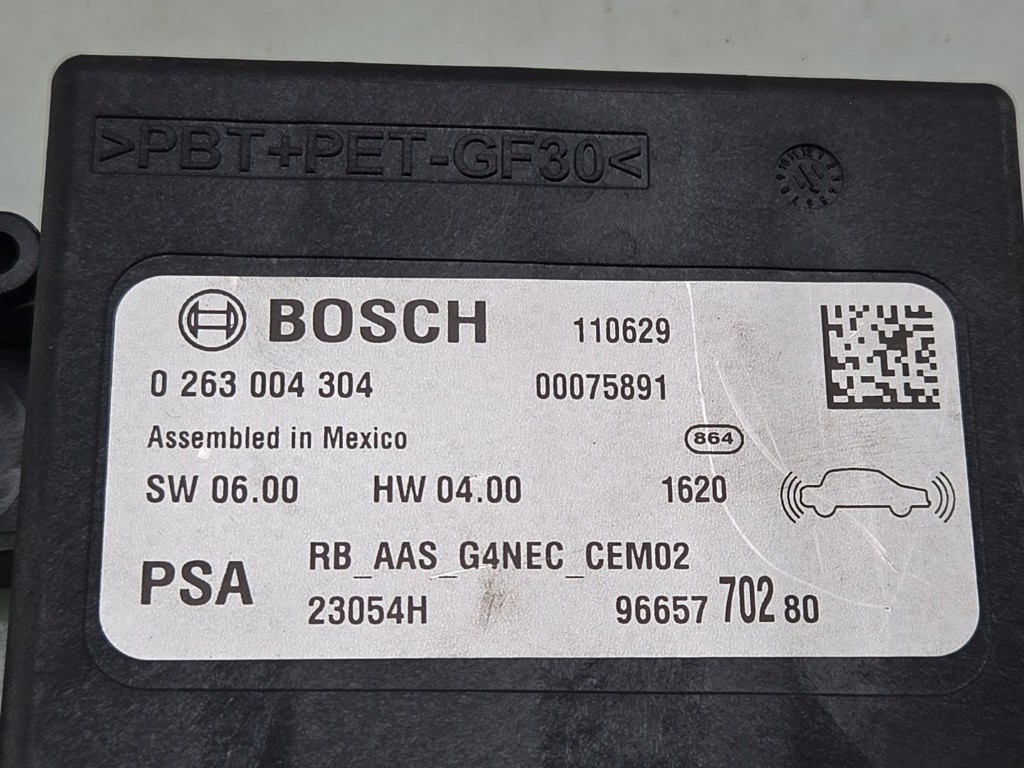 >PBT+PET-GF30<
BOSCH 110629
0 263 004 304 00075891
Assembled in Mexico 864
SW 06.00 HW 04.00 1620
RB_AAS_G4NEC_CEM02
PSA
23054H 96657 702 80